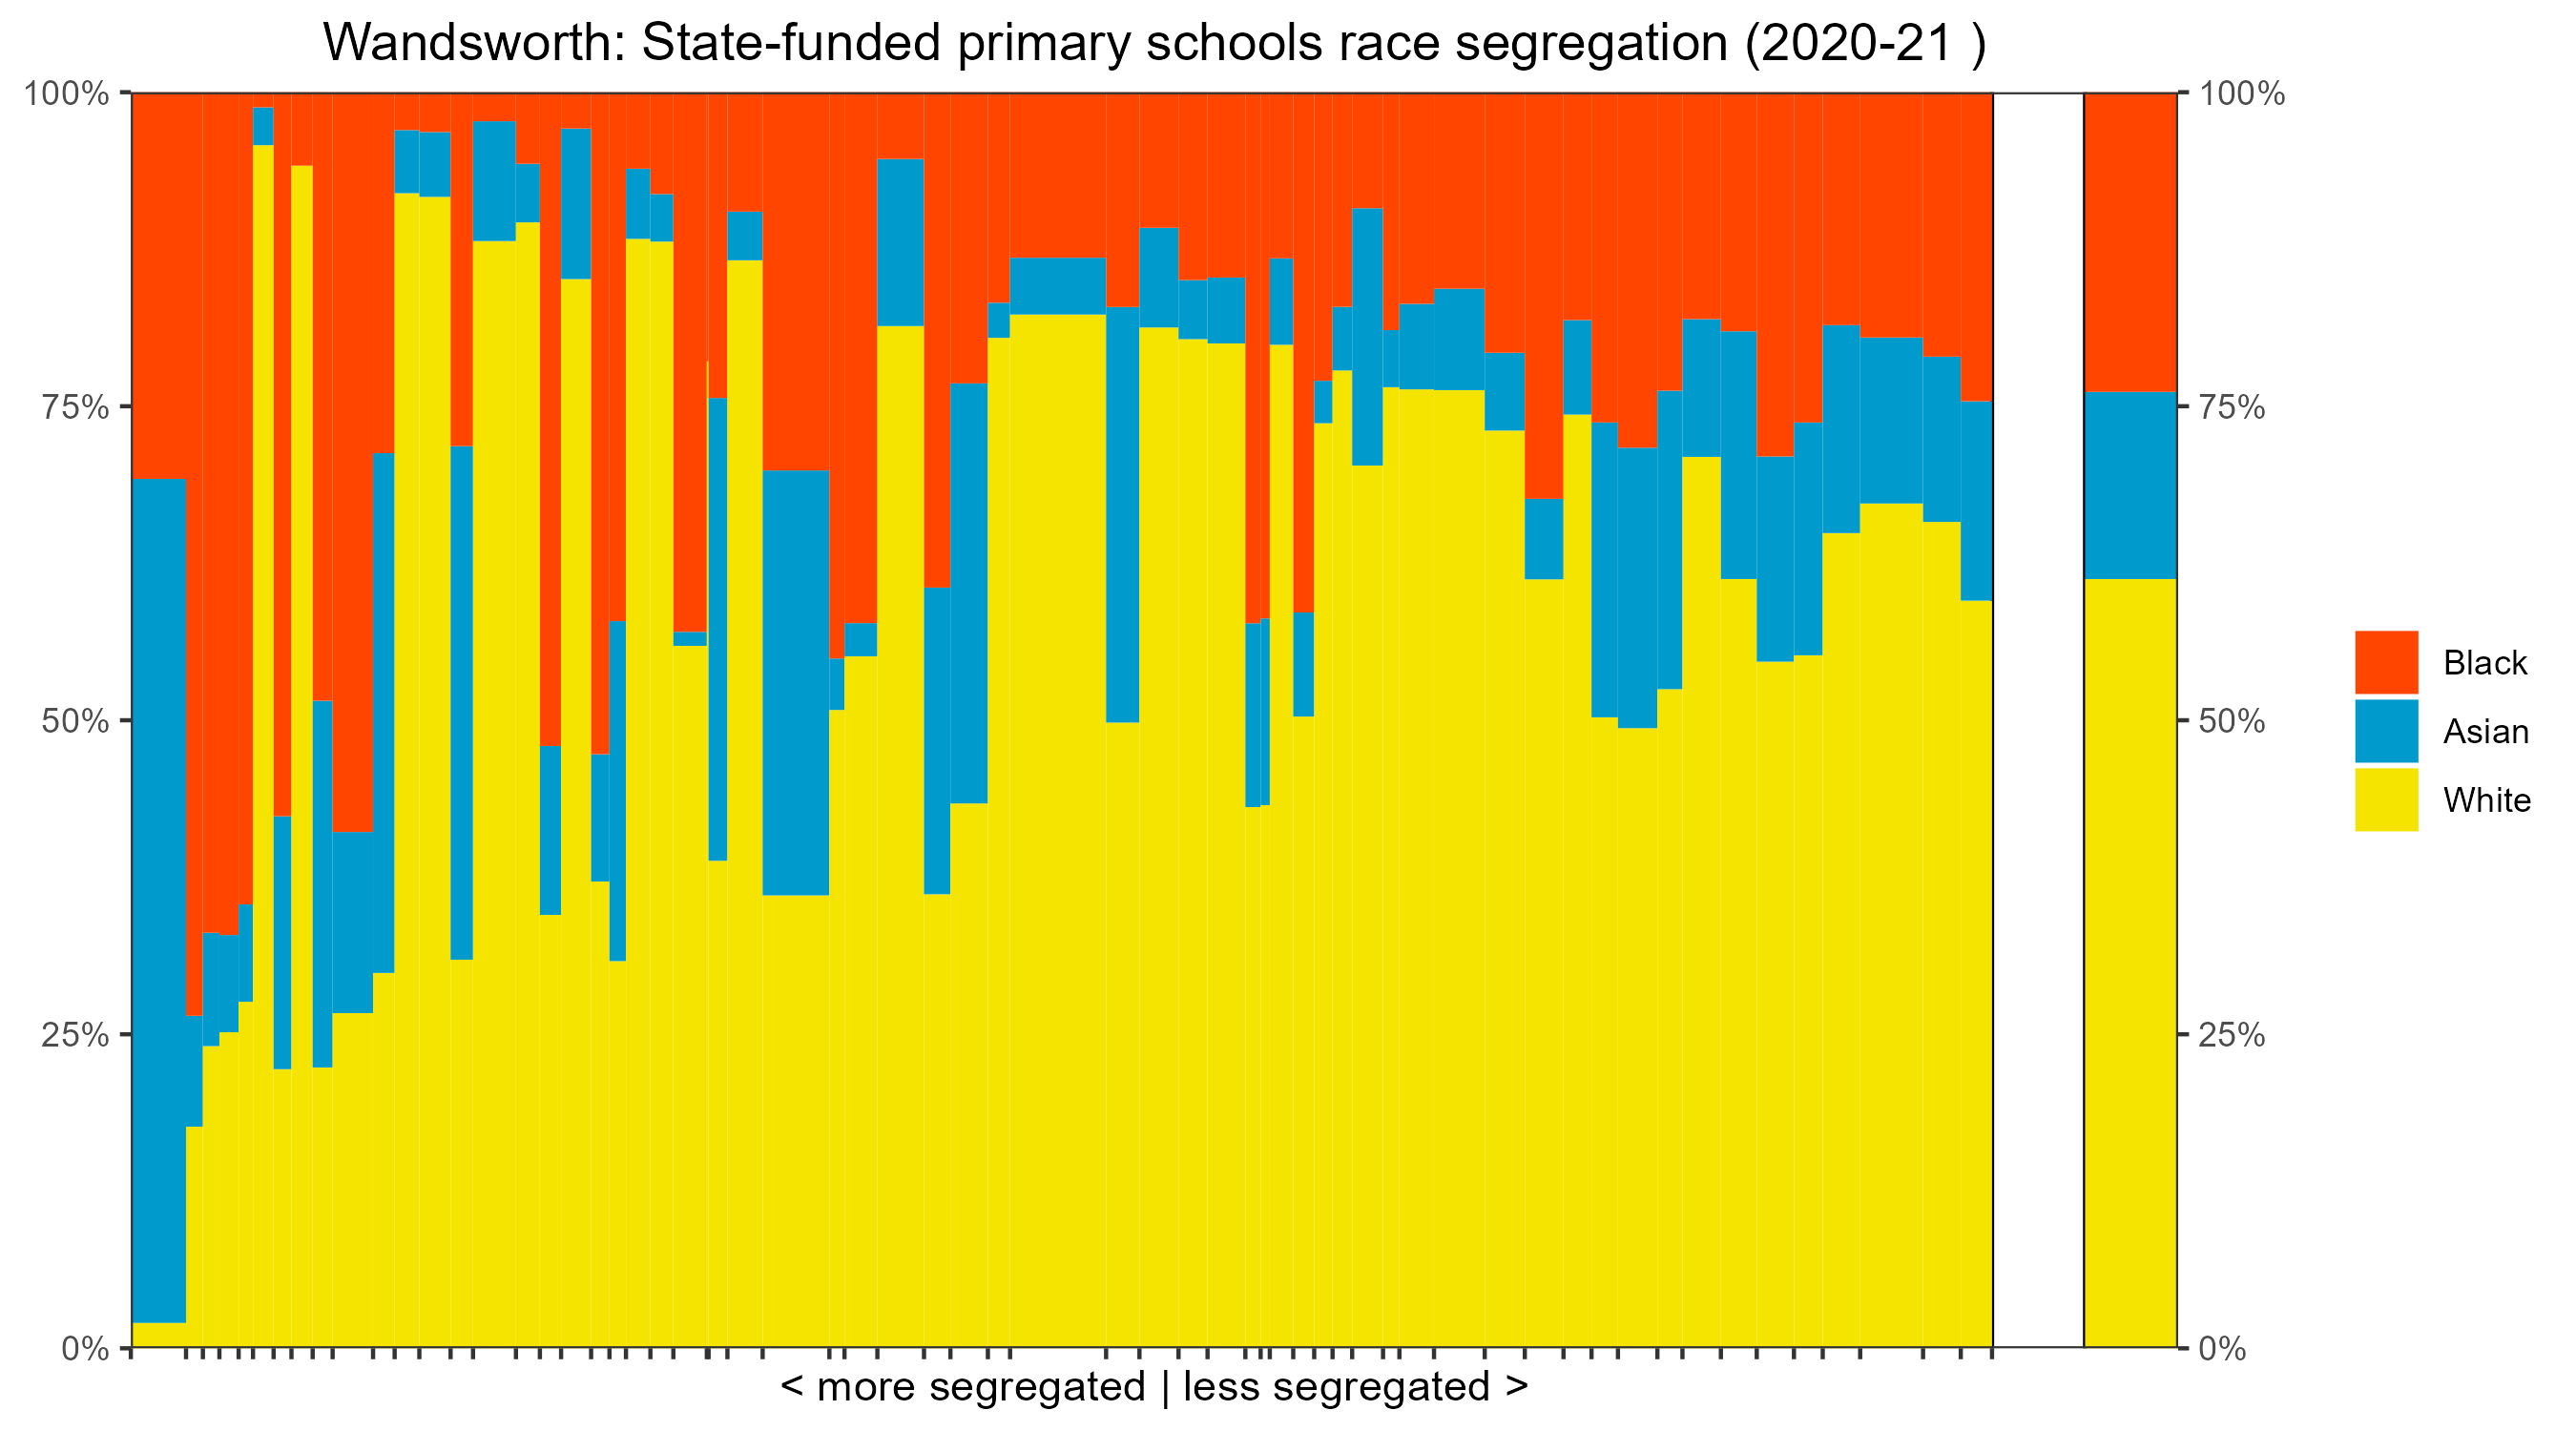 Wandsworth: State-funded primary schools race segregation (2020-21 )
100%
75%
50%
25%
0%
100%
75%
50%
25%
0%
Black
Asian
White
< more segregated | less segregated >